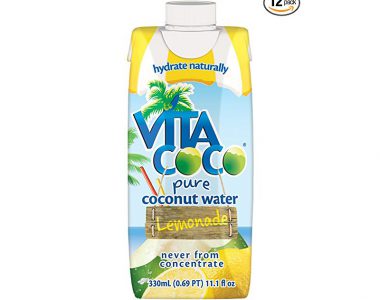 12
pack
hydrate naturally
VITA
COCO®
pure
coconut water
Lemonade
never from
concentrate
330mL (0.69 PT) 11.1 fl oz